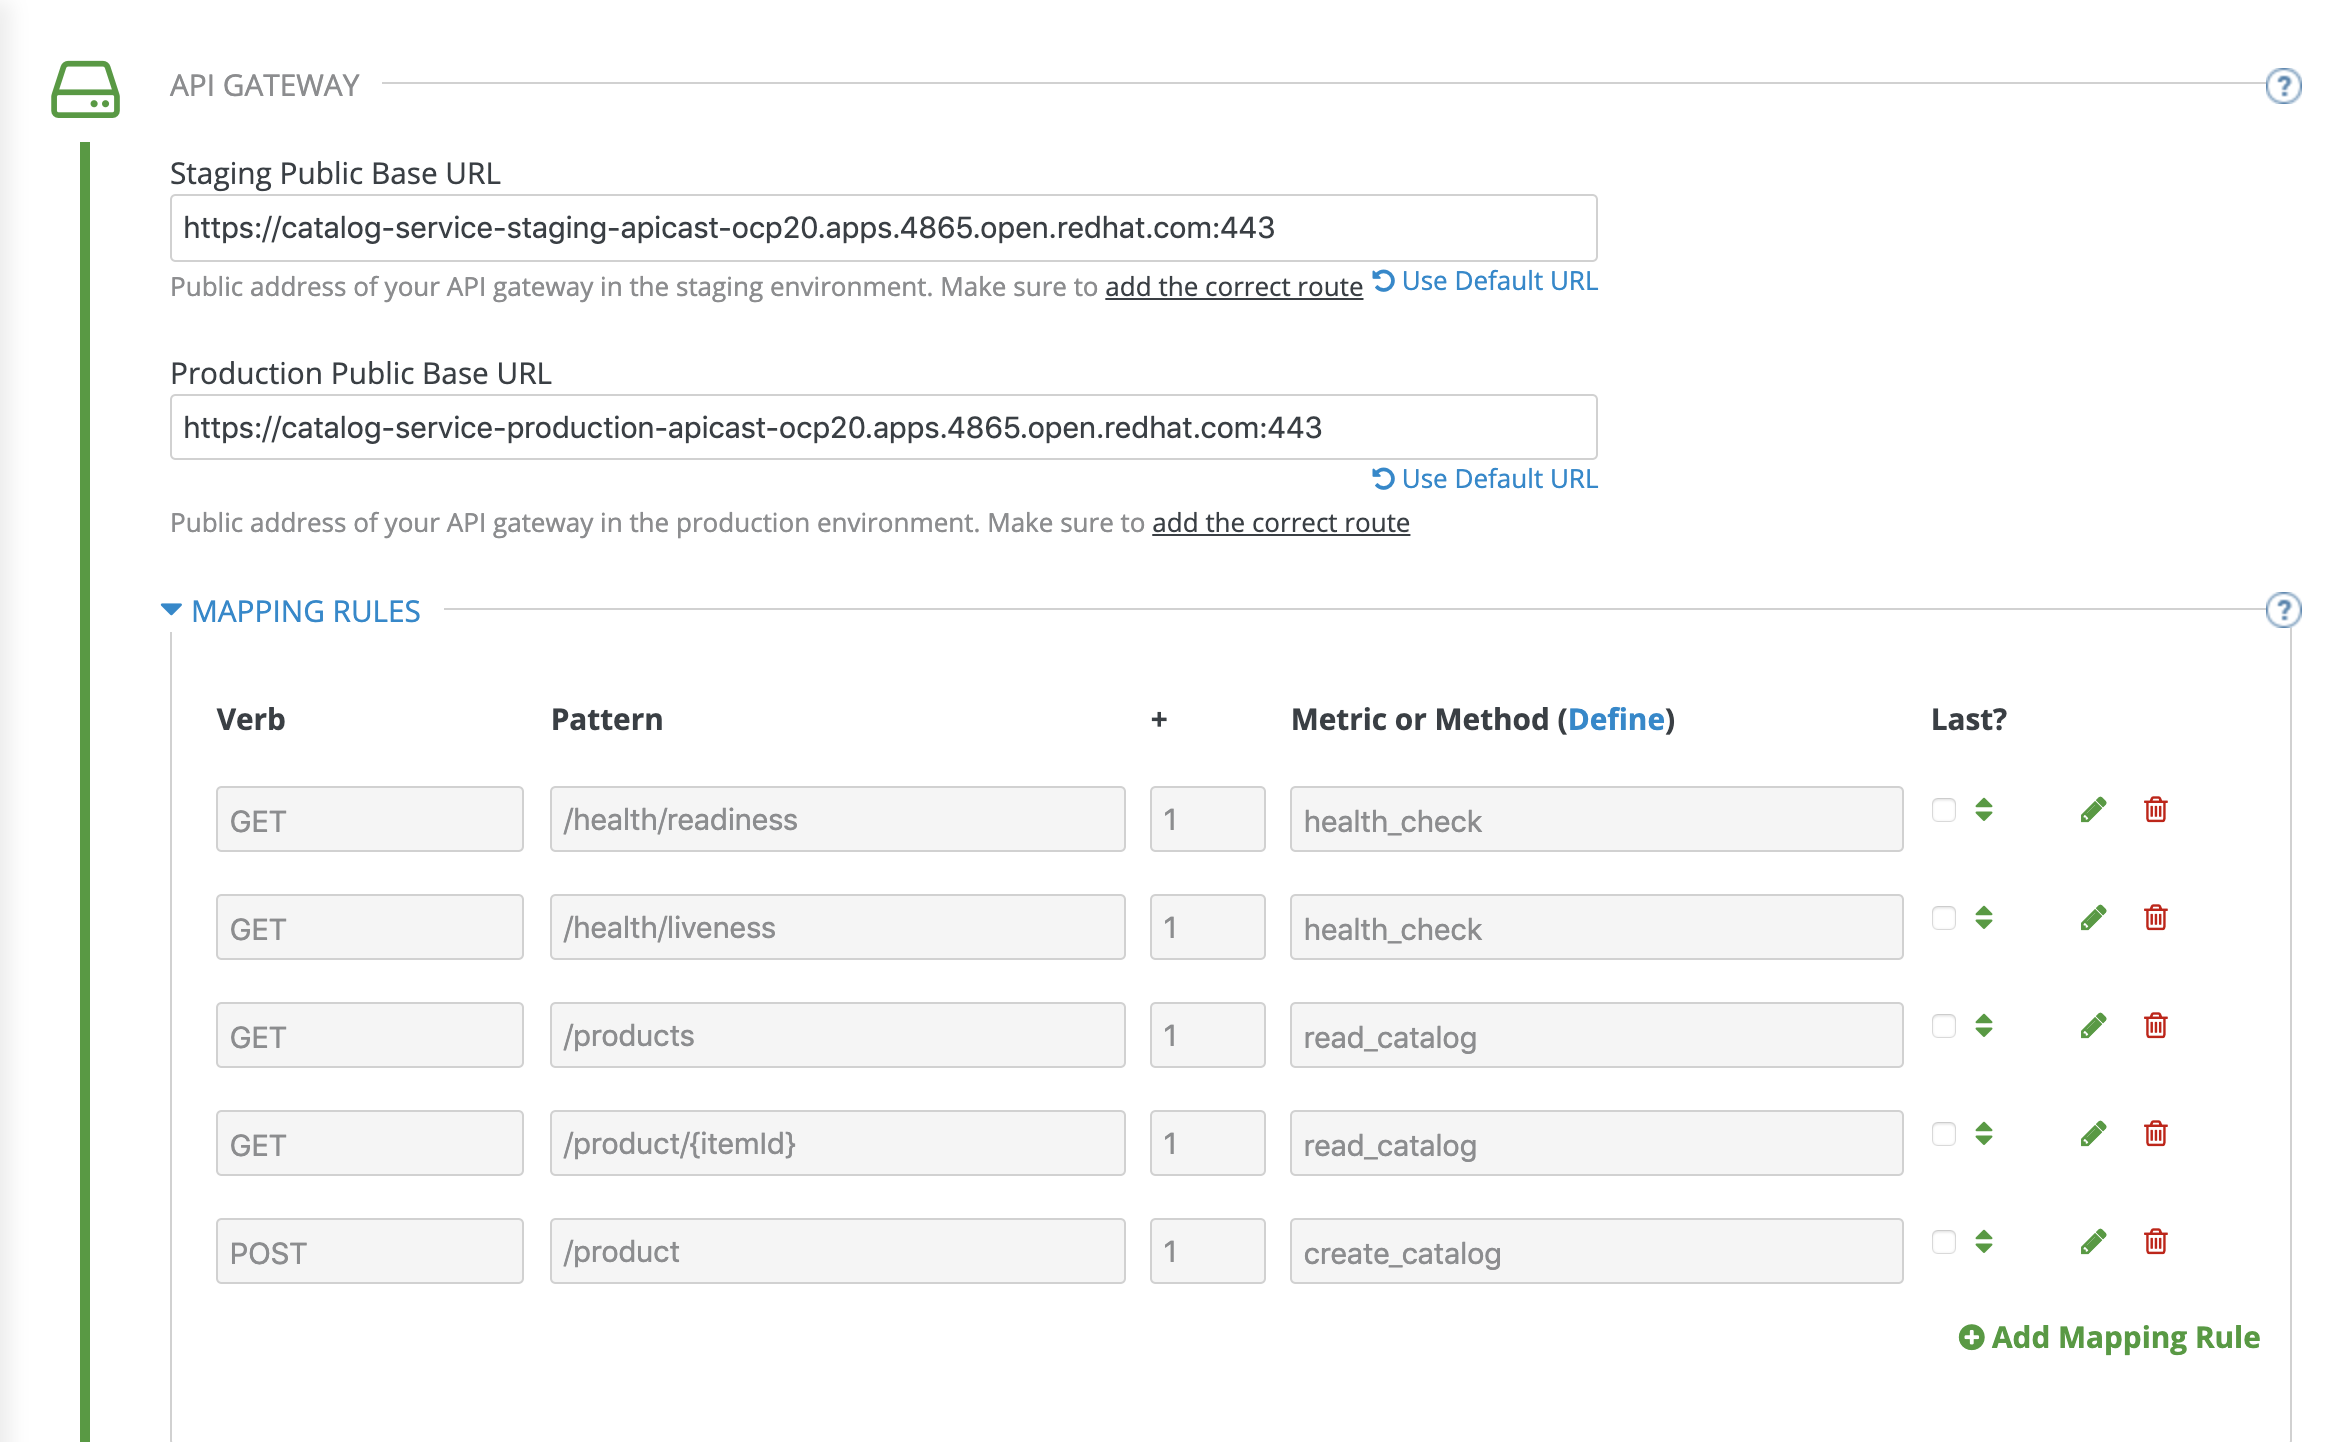 API GATEWAY
?
Staging Public Base URL
https://catalog-service-staging-apicast-ocp20.apps.4865.open.redhat.com:443
Public address of your API gateway in the staging environment. Make sure to add the correct route Use Default URL
Production Public Base URL
https://catalog-service-production-apicast-ocp20.apps.4865.open.redhat.com:443
Use Default URL
Public address of your API gateway in the production environment. Make sure to add the correct route
MAPPING RULES
?
Verb Pattern + Metric or Method (Define) Last?
GET /health/readiness 1 health_check
GET /health/liveness 1 health_check
GET /products 1 read_catalog
GET /product/{itemId} 1 read_catalog
POST /product 1 create_catalog
Add Mapping Rule